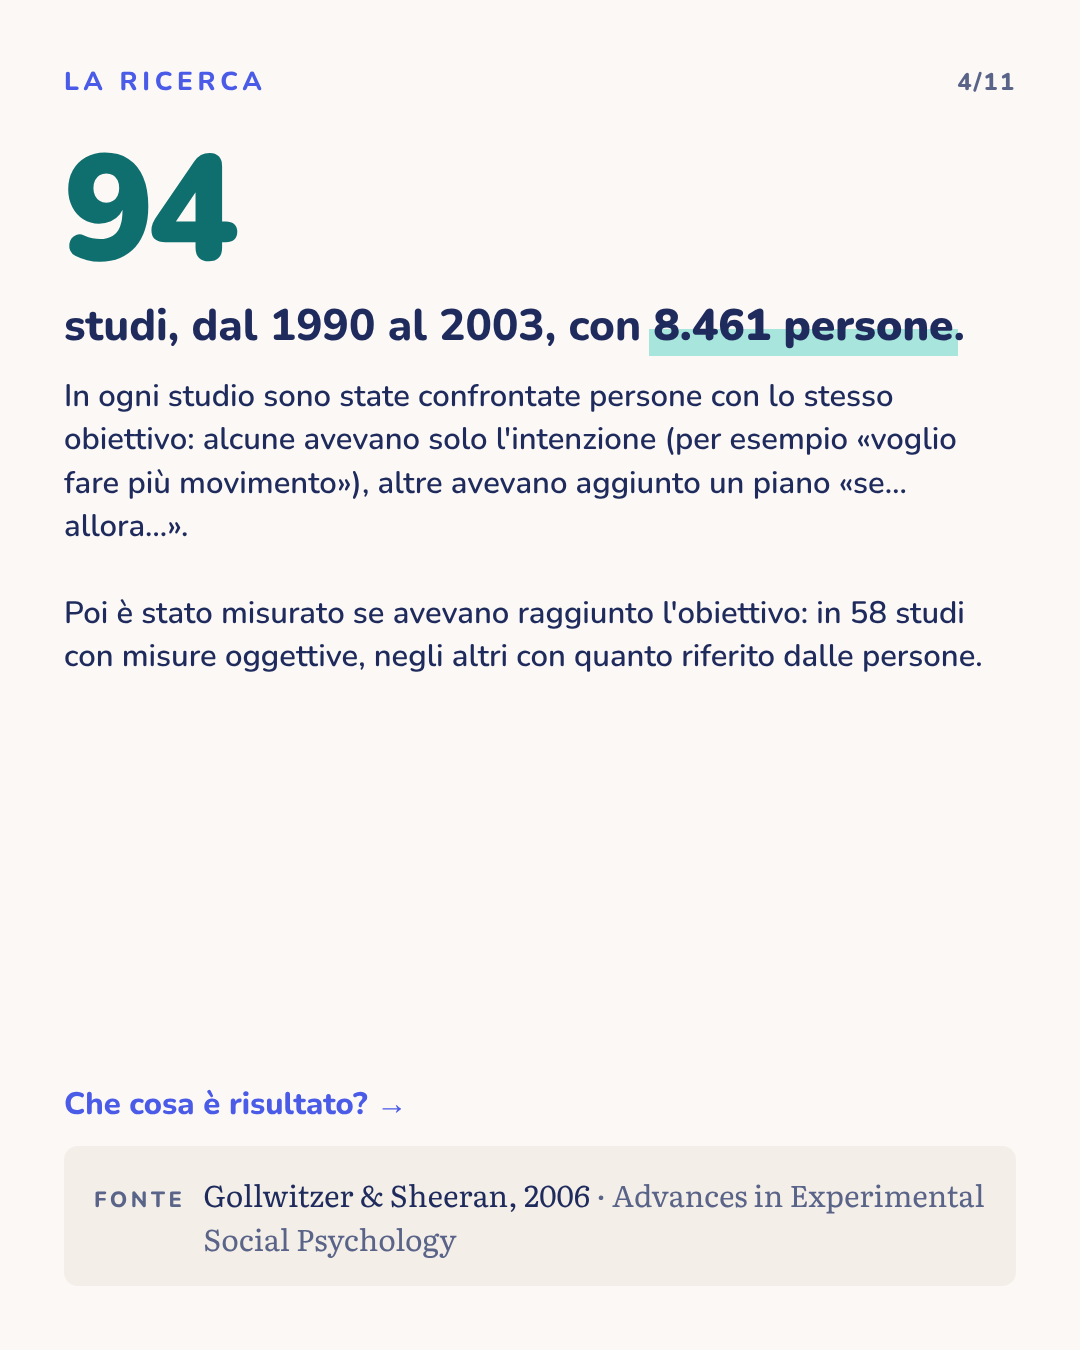 LA RICERCA
4/11
94
studi, dal 1990 al 2003, con 8.461 persone.
In ogni studio sono state confrontate persone con lo stesso
obiettivo: alcune avevano solo l'intenzione (per esempio «voglio
fare più movimento»), altre avevano aggiunto un piano «se...
allora...».
Poi è stato misurato se avevano raggiunto l'obiettivo: in 58 studi
con misure oggettive, negli altri con quanto riferito dalle persone.
Che cosa è risultato? →
FONTE Gollwitzer & Sheeran, 2006 · Advances in Experimental
Social Psychology